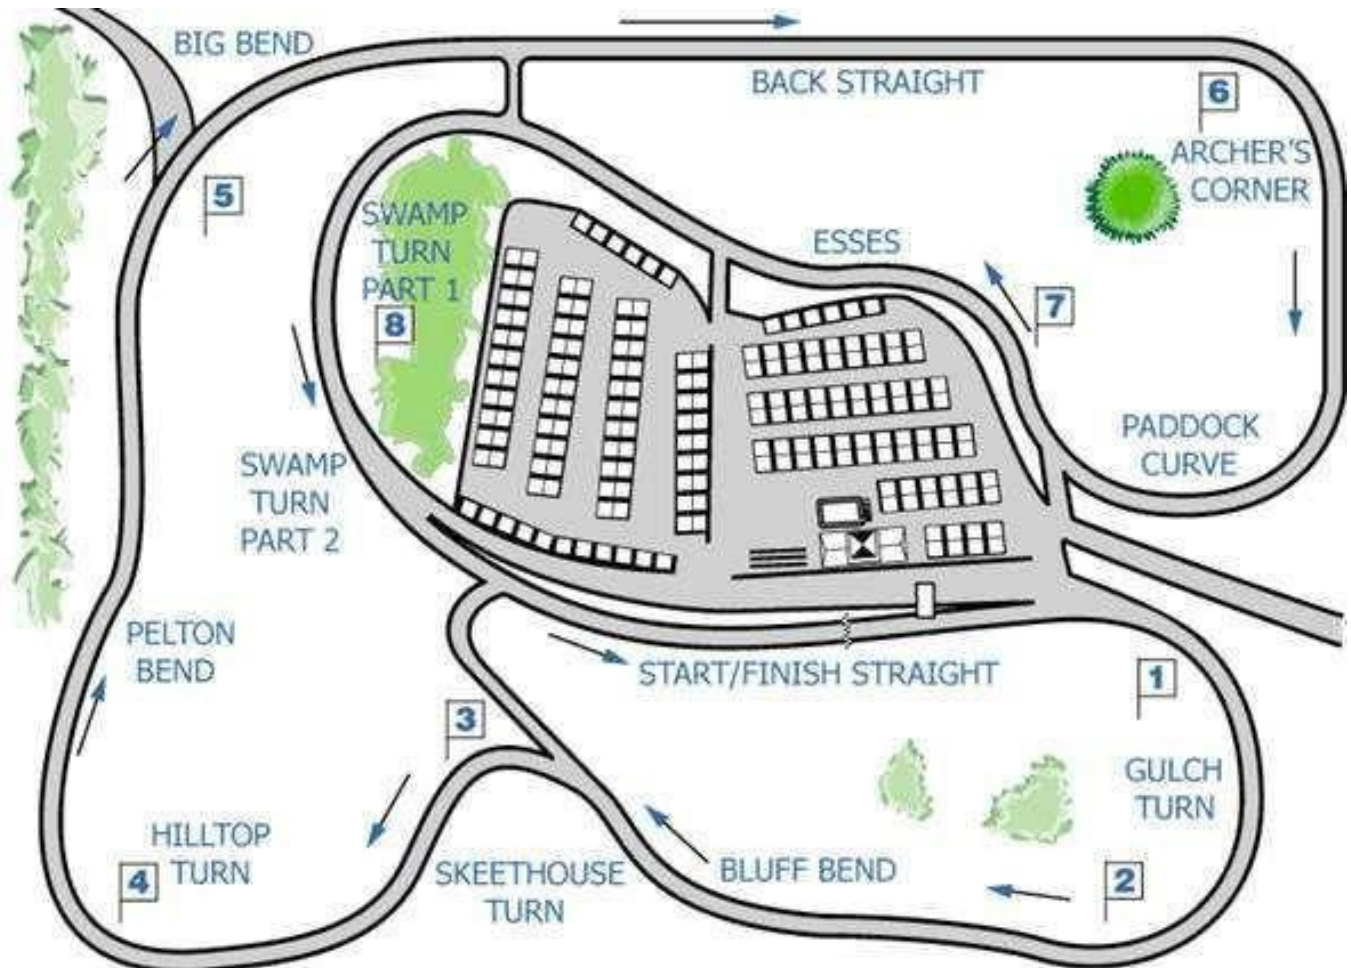 BIG BEND
BACK STRAIGHT
6
ARCHER'S
CORNER
5
SWAMP
TURN
PART 1
8
ESSES
7
PADDOCK
CURVE
SWAMP
TURN
PART 2
PELTON
BEND
START/FINISH STRAIGHT
1
3
GULCH
TURN
HILLTOP
TURN
4
SKEETHOUSE
TURN
BLUFF BEND
2